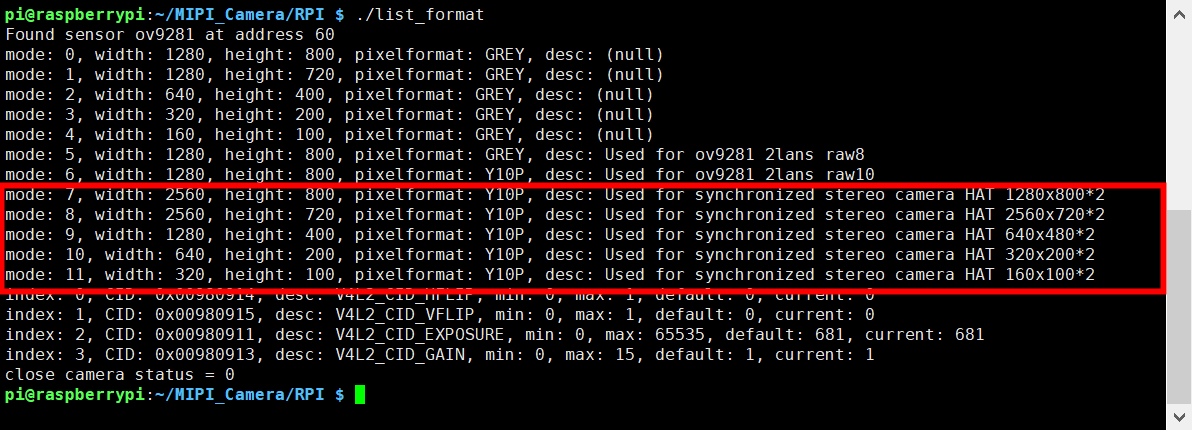 pi@raspberrypi:~/MIPI_Camera/RPI $ ./list_format
Found sensor ov9281 at address 60
mode: 0, width: 1280, height: 800, pixelformat: GREY, desc: (null)
mode: 1, width: 1280, height: 720, pixelformat: GREY, desc: (null)
mode: 2, width: 640, height: 400, pixelformat: GREY, desc: (null)
mode: 3, width: 320, height: 200, pixelformat: GREY, desc: (null)
mode: 4, width: 160, height: 100, pixelformat: GREY, desc: (null)
mode: 5, width: 1280, height: 800, pixelformat: GREY, desc: Used for ov9281 2lans raw8
mode: 6, width: 1280, height: 800, pixelformat: Y10P, desc: Used for ov9281 2lans raw10
mode: 7, width: 2560, height: 800, pixelformat: Y10P, desc: Used for synchronized stereo camera HAT 1280x800*2
mode: 8, width: 2560, height: 720, pixelformat: Y10P, desc: Used for synchronized stereo camera HAT 2560x720*2
mode: 9, width: 1280, height: 400, pixelformat: Y10P, desc: Used for synchronized stereo camera HAT 640x480*2
mode: 10, width: 640, height: 200, pixelformat: Y10P, desc: Used for synchronized stereo camera HAT 320x200*2
mode: 11, width: 320, height: 100, pixelformat: Y10P, desc: Used for synchronized stereo camera HAT 160x100*2
index: 0, CID: 0x00980914, desc: V4L2_CID_HFLIP, min: 0, max: 1, default: 0, current: 0
index: 1, CID: 0x00980915, desc: V4L2_CID_VFLIP, min: 0, max: 1, default: 0, current: 0
index: 2, CID: 0x00980911, desc: V4L2_CID_EXPOSURE, min: 0, max: 65535, default: 681, current: 681
index: 3, CID: 0x00980913, desc: V4L2_CID_GAIN, min: 0, max: 15, default: 1, current: 1
close camera status = 0
pi@raspberrypi:~/MIPI_Camera/RPI $